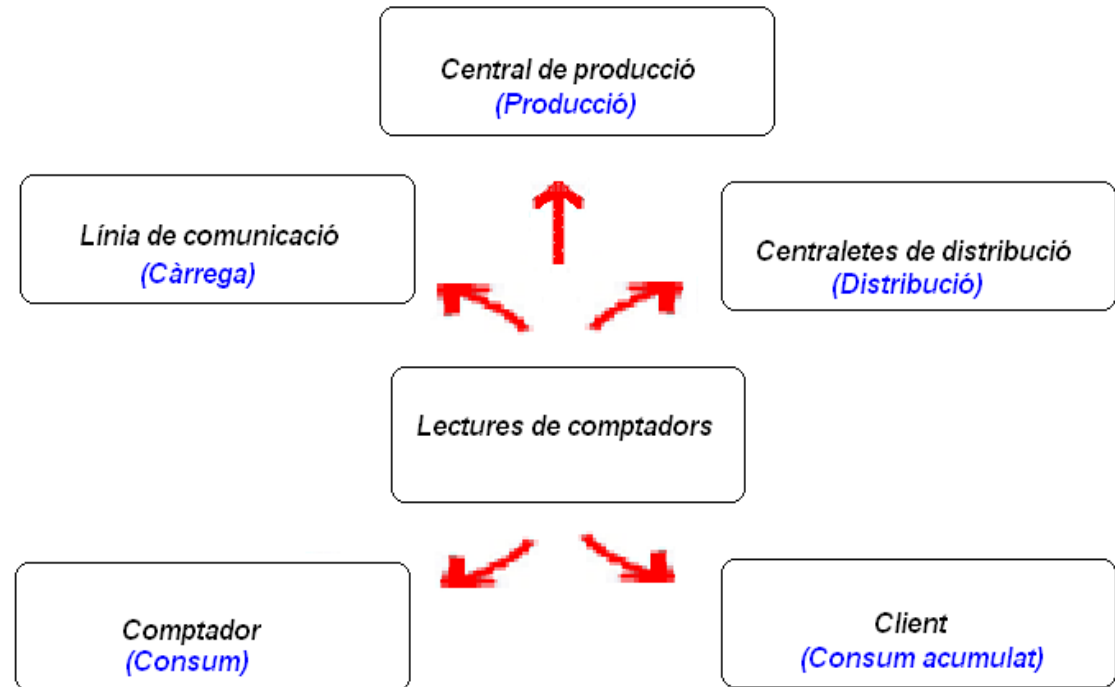 Central de producció
(Producció)
Línia de comunicació
(Càrrega)
Centraletes de distribució
(Distribució)
Lectures de comptadors
Comptador
(Consum)
Client
(Consum acumulat)